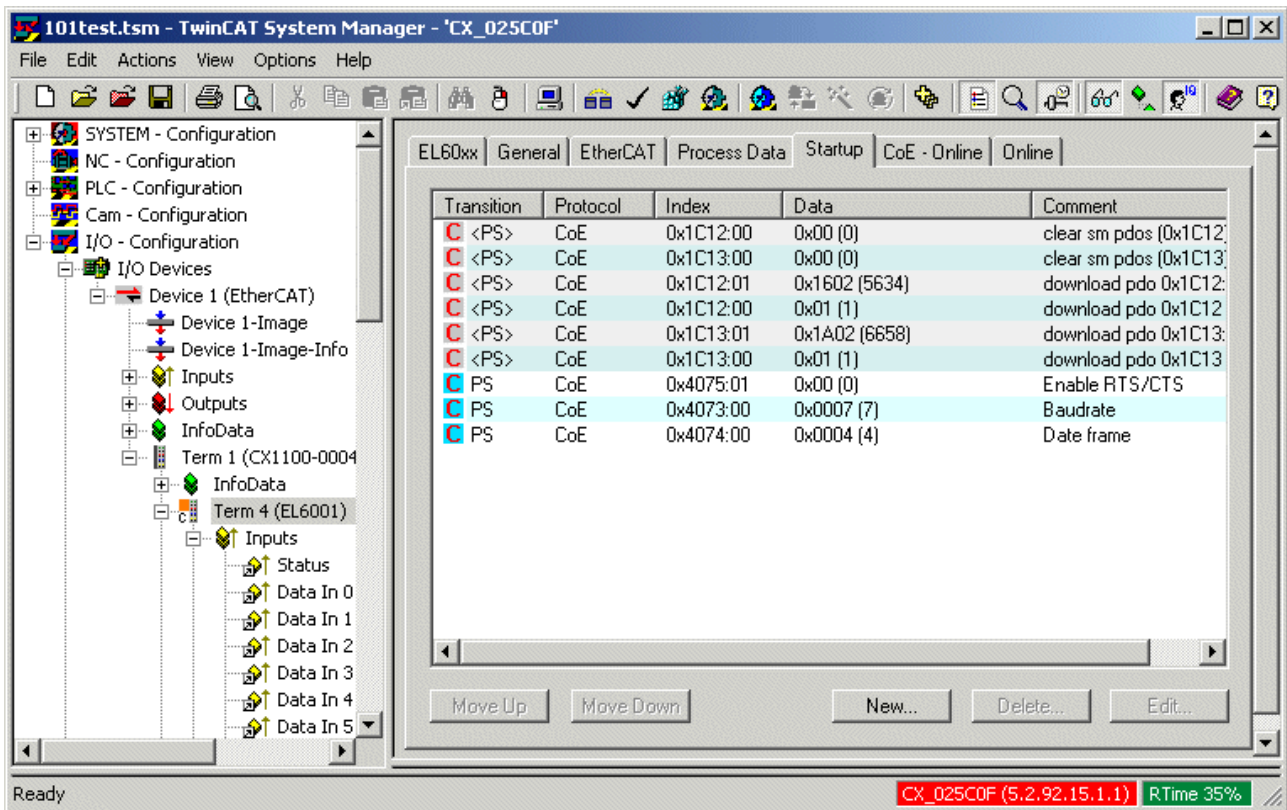 101test.tsm - TwinCAT System Manager - 'CX_025C0F'
File Edit Actions View Options Help
SYSTEM - Configuration
NC - Configuration
PLC - Configuration
Cam - Configuration
I/O - Configuration
I/O Devices
Device 1 (EtherCAT)
Device 1-Image
Device 1-Image-Info
Inputs
Outputs
InfoData
Term 1 (CX1100-0004
InfoData
Term 4 (EL6001)
Inputs
Status
Data In 0
Data In 1
Data In 2
Data In 3
Data In 4
Data In 5
EL60xx General EtherCAT Process Data Startup CoE - Online Online
Transition Protocol Index Data Comment
C <PS> CoE 0x1C12:00 0x00 (0) clear sm pdos (0x1C12)
C <PS> CoE 0x1C13:00 0x00 (0) clear sm pdos (0x1C13
C <PS> CoE 0x1C12:01 0x1602 (5634) download pdo 0x1C12:
C <PS> CoE 0x1C12:00 0x01 (1) download pdo 0x1C12
C <PS> CoE 0x1C13:01 0x1A02 (6658) download pdo 0x1C13:
C <PS> CoE 0x1C13:00 0x01 (1) download pdo 0x1C13
C PS CoE 0x4075:01 0x00 (0) Enable RTS/CTS
C PS CoE 0x4073:00 0x0007 (7) Baudrate
C PS CoE 0x4074:00 0x0004 (4) Date frame
Move Up Move Down New... Delete... Edit...
Ready CX_025C0F (5.2.92.15.1.1) RTime 35%